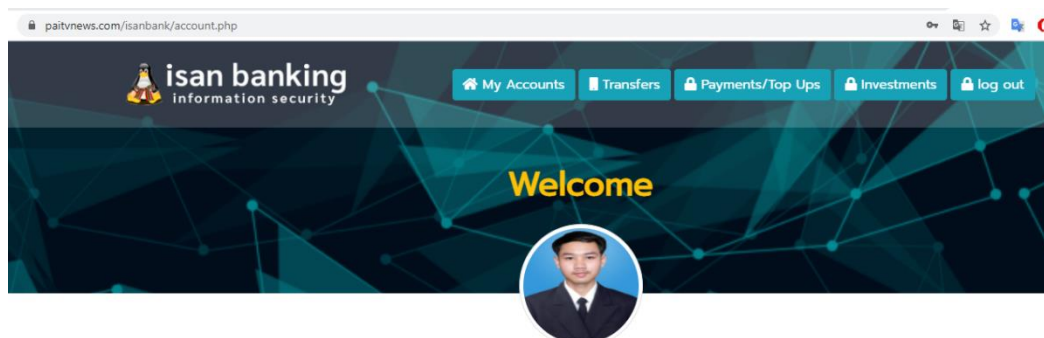 paitvnews.com/isanbank/account.php
isan banking
information security
My Accounts
Transfers
Payments/Top Ups
Investments
log out
Welcome